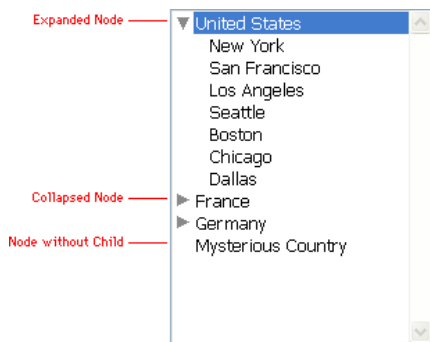 Expanded Node
United States
New York
San Francisco
Los Angeles
Seattle
Boston
Chicago
Dallas
Collapsed Node
France
Germany
Node without Child
Mysterious Country